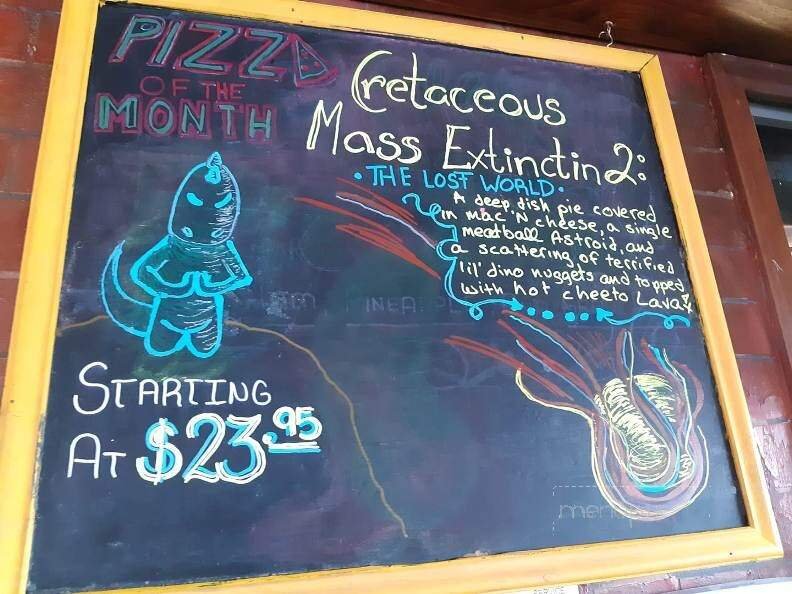 PIZZA
OF THE
MONTH
Cretaceous
Mass Extinctin 2:
• THE LOST WORLD •
A deep dish pie covered
in mac 'N cheese, a single
meatball Astroid, and
a scattering of terrified
lil' dino nuggets and topped
with hot cheeto Lava!
STARTING
AT $23.95